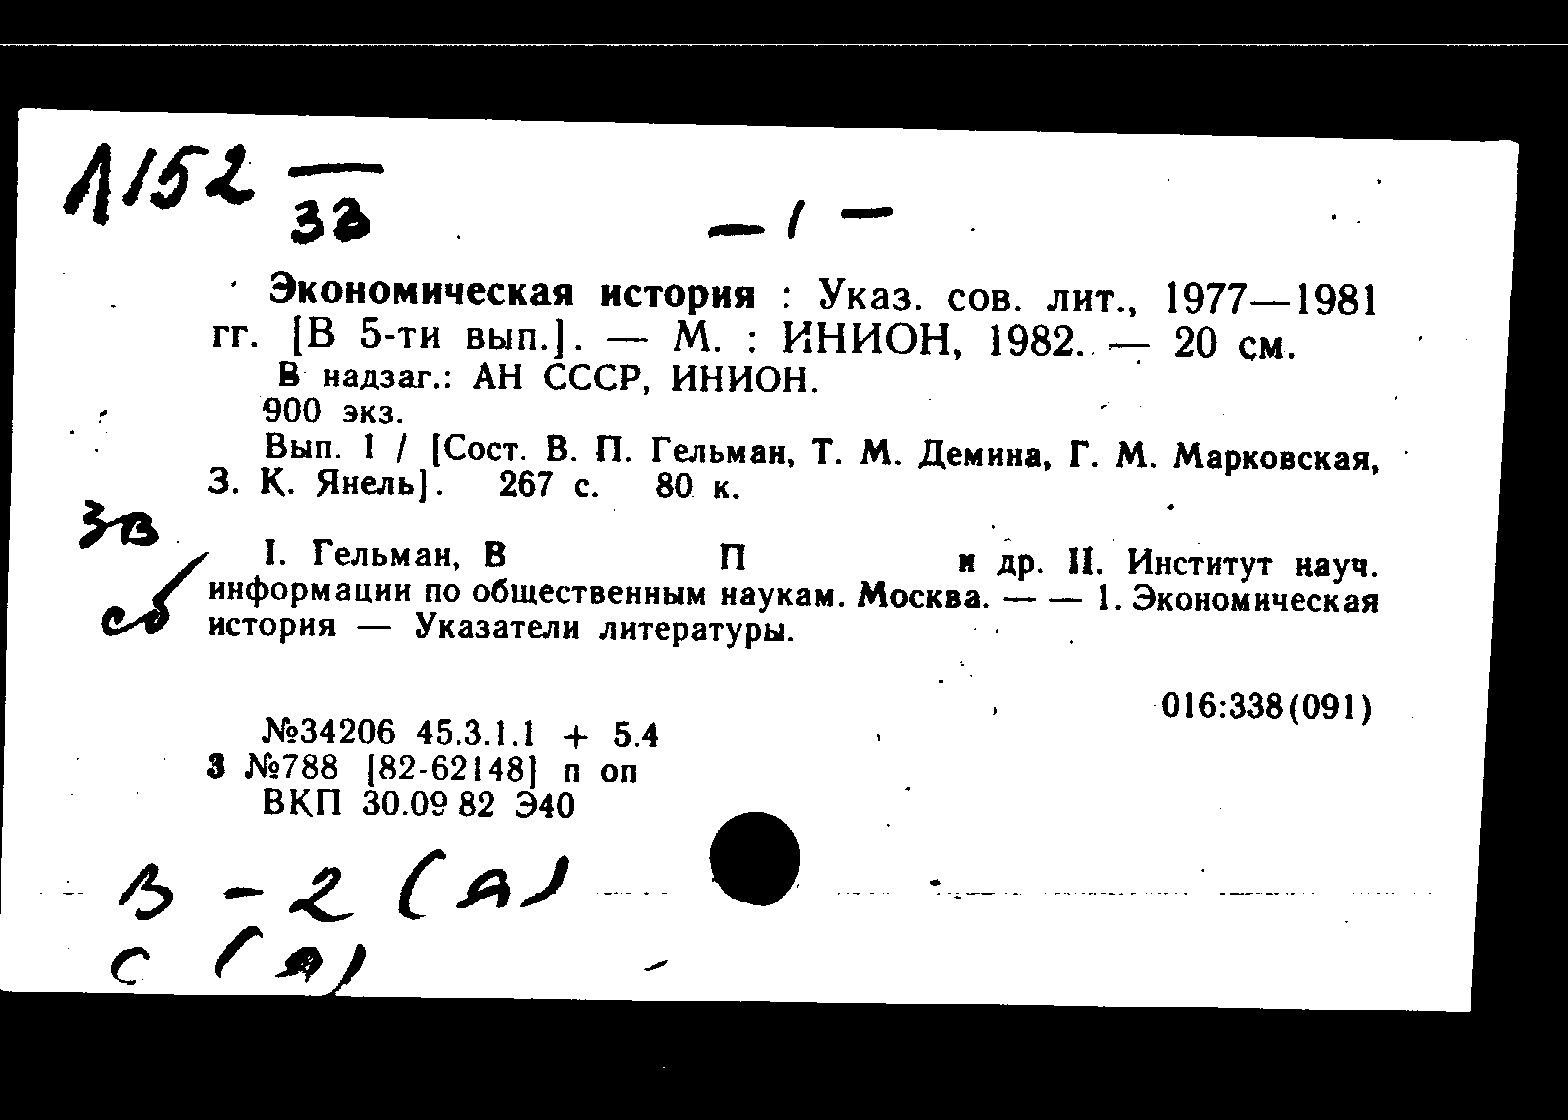 Л152 —
33
— 1 —
Экономическая история : Указ. сов. лит., 1977—1981
гг. [В 5-ти вып.]. — М. : ИНИОН, 1982. — 20 см.
В надзаг.: АН СССР, ИНИОН.
900 экз.
Вып. 1 / [Сост. В. П. Гельман, Т. М. Демина, Г. М. Марковская,
З. К. Янель]. 267 с. 80 к.
I. Гельман, В П и др. II. Институт науч.
информации по общественным наукам. Москва. — — 1. Экономическая
история — Указатели литературы.
016:338(091)
№34206 45.3.1.1 + 5.4
3 №788 [82-62148] п оп
ВКП 30.09 82 Э40
В - 2 (я)
с (я)